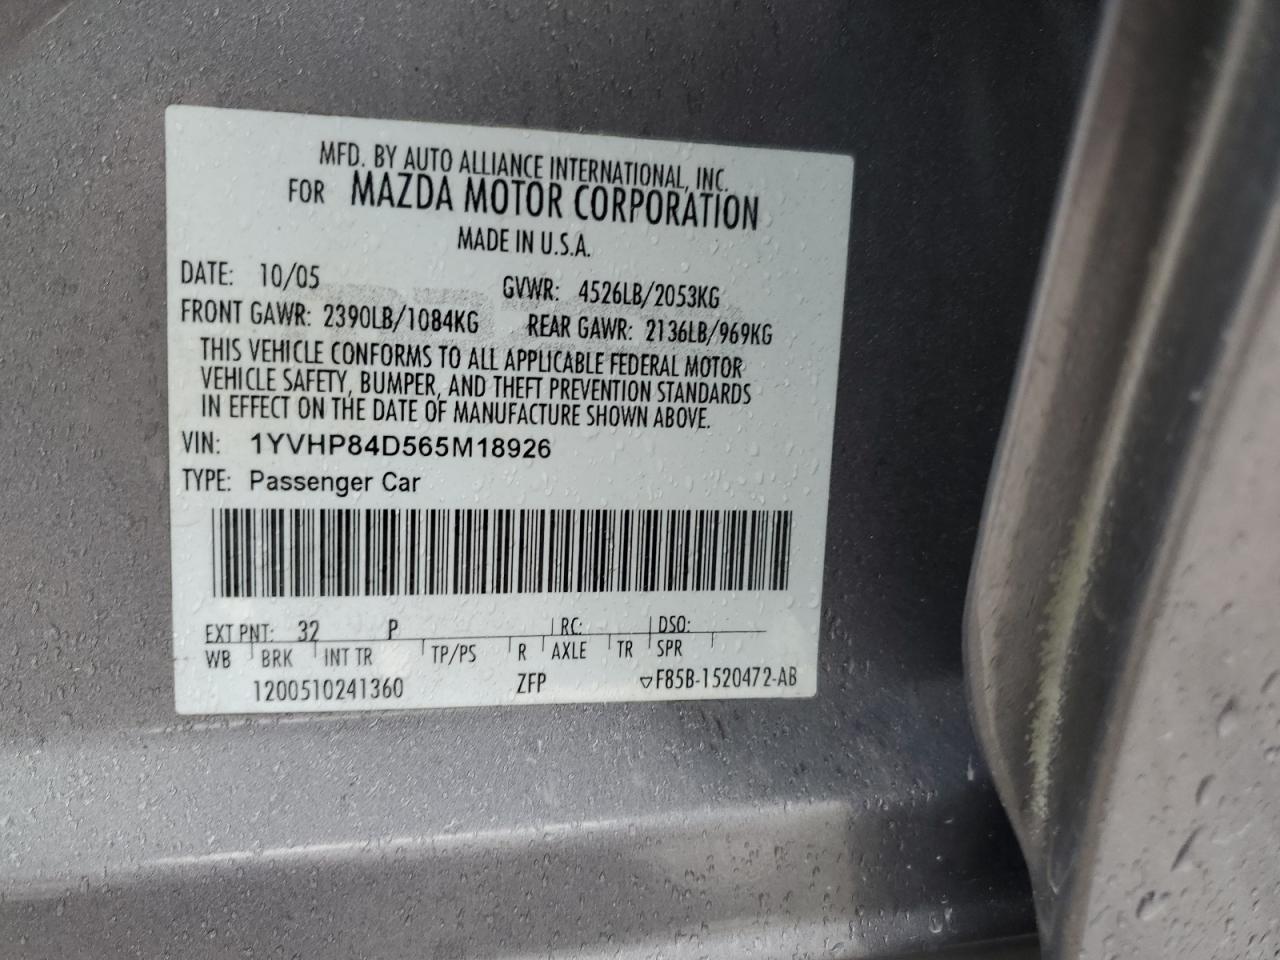 MFD. BY AUTO ALLIANCE INTERNATIONAL, INC.
FOR MAZDA MOTOR CORPORATION
MADE IN U.S.A.
DATE: 10/05 GVWR: 4526LB/2053KG
FRONT GAWR: 2390LB/1084KG REAR GAWR: 2136LB/969KG
THIS VEHICLE CONFORMS TO ALL APPLICABLE FEDERAL MOTOR
VEHICLE SAFETY, BUMPER, AND THEFT PREVENTION STANDARDS
IN EFFECT ON THE DATE OF MANUFACTURE SHOWN ABOVE.
VIN: 1YVHP84D565M18926
TYPE: Passenger Car
EXT PNT: 32 P RC: DSO:
WB BRK INT TR TP/PS R AXLE TR SPR
1200510241360 ZFP ▽F85B-1520472-AB